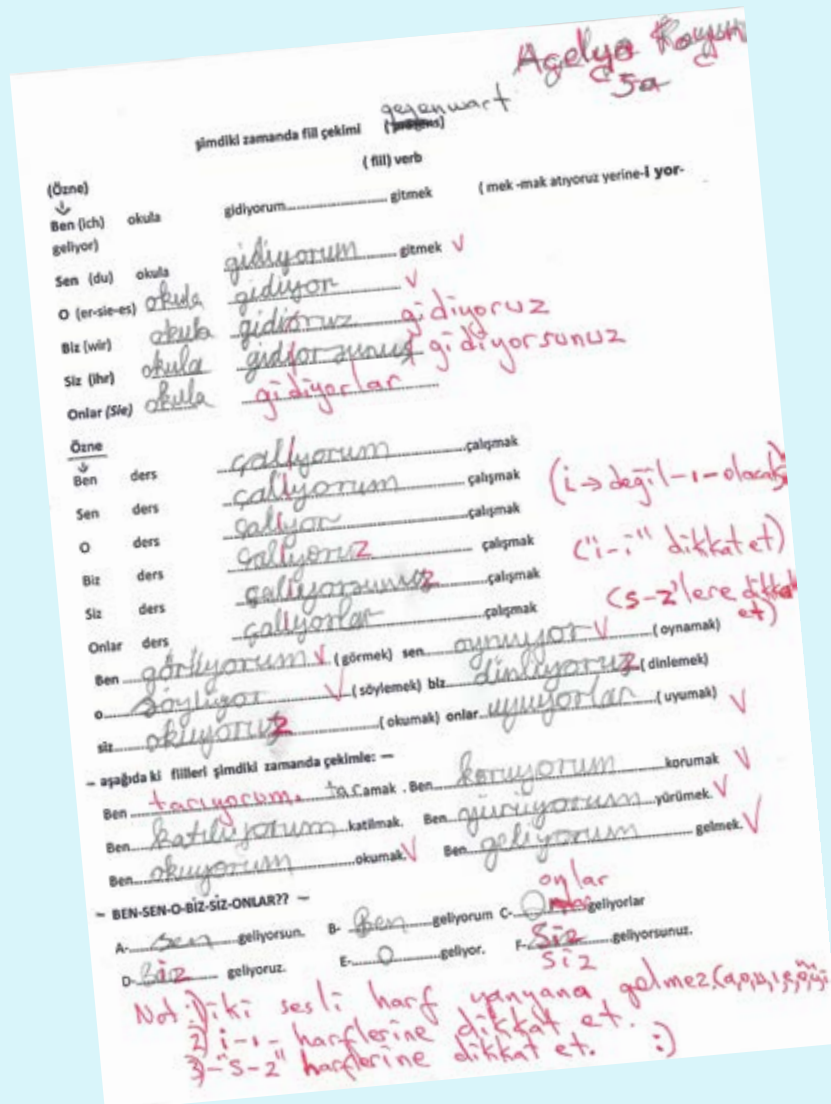 Açelya
5a
gegenwart
şimdiki zamanda fiil çekimi
( fiil) verb
(Özne)
Ben (ich) okula gidiyorum.................... gitmek ( mek -mak atıyoruz yerine-i yor-
geliyor)
Sen (du) okula gidiyorum gitmek
O (er-sie-es) okula gidiyor
Biz (wir) okula gidioruz gidiyoruz
Siz (ihr) okula gidiyorsunuz
Onlar (Sie) okula gidiyorlar
Özne
Ben ders çalıyorum çalışmak
Sen ders çalıyorum çalışmak (i → değil -ı- olacak)
O ders çalıyor çalışmak
Biz ders çalıyoruz çalışmak ("i-ı" dikkat et)
Siz ders çalıyorsunuz çalışmak
Onlar ders çalıyorlar çalışmak (s-z'lere dikkat et)
Ben görüyorum (görmek) sen oynuyor ( oynamak)
o söylüyor ( söylemek) biz dinliyoruz ( dinlemek)
siz okuyoruz ( okumak) onlar uyuyorlar ( uyumak)
– aşağıda ki fiilleri şimdiki zamanda çekimle: –
Ben tarıyorum. taramak . Ben koruyorum korumak
Ben katılıyorum katılmak. Ben yürüyorum yürümek.
Ben okuyorum okumak. Ben geliyorum gelmek.
– BEN-SEN-O-BİZ-SİZ-ONLAR?? –
onlar
A- Sen geliyorsun. B- Ben geliyorum C- geliyorlar
D- Biz geliyoruz. E- O geliyor. F- Siz geliyorsunuz.
siz
Not: 1) iki sesli harf yanyana gelmez.
2) i-ı- harflerine dikkat et.
3)-"s-z" harflerine dikkat et. :)